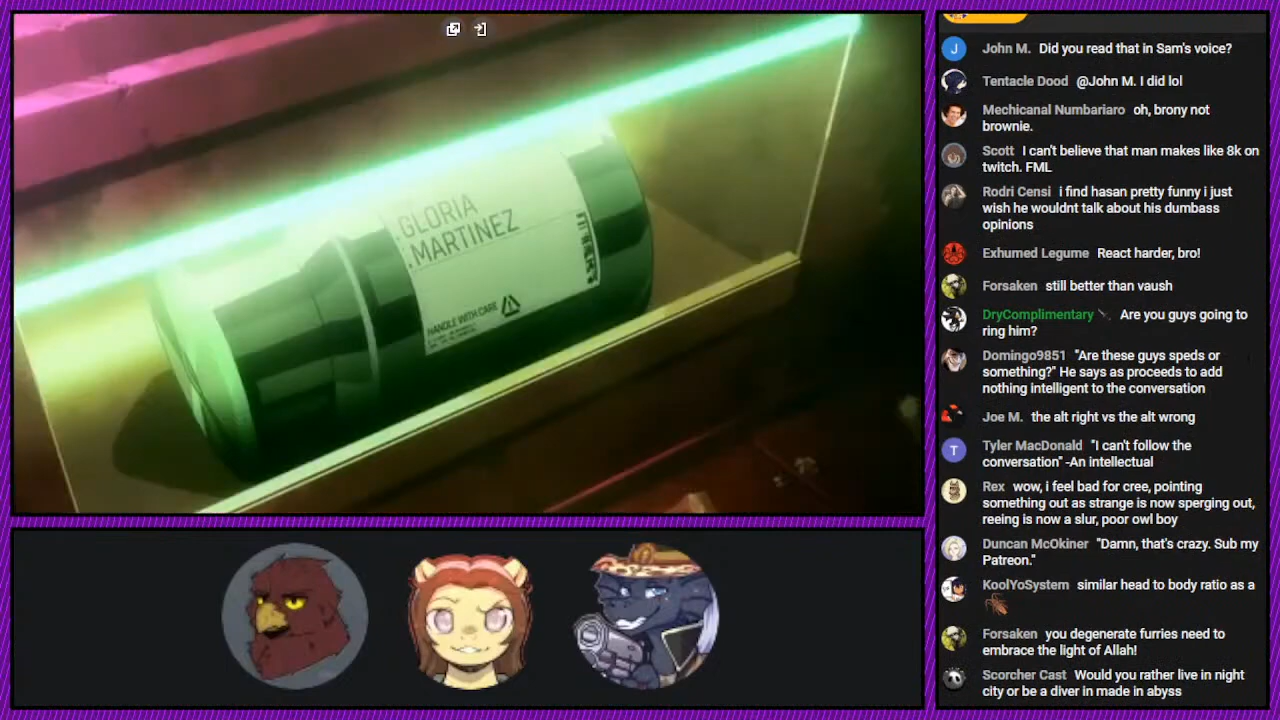 GLORIA
MARTINEZ
HANDLE WITH CARE
John M. Did you read that in Sam's voice?
Tentacle Dood @John M. I did lol
Mechicanal Numbariaro oh, brony not
brownie.
Scott I can't believe that man makes like 8k on
twitch. FML
Rodri Censi i find hasan pretty funny i just
wish he wouldnt talk about his dumbass
opinions
Exhumed Legume React harder, bro!
Forsaken still better than vaush
DryComplimentary Are you guys going to
ring him?
Domingo9851 "Are these guys speds or
something?" He says as proceeds to add
nothing intelligent to the conversation
Joe M. the alt right vs the alt wrong
Tyler MacDonald "I can't follow the
conversation" -An intellectual
Rex wow, i feel bad for cree, pointing
something out as strange is now sperging out,
reeing is now a slur, poor owl boy
Duncan McOkiner "Damn, that's crazy. Sub my
Patreon."
KoolYoSystem similar head to body ratio as a
Forsaken you degenerate furries need to
embrace the light of Allah!
Scorcher Cast Would you rather live in night
city or be a diver in made in abyss